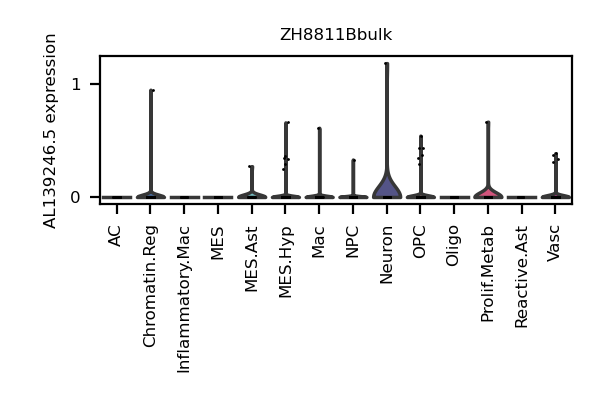 ZH8811Bbulk
AL139246.5 expression
1
0
AC
Chromatin.Reg
Inflammatory.Mac
MES
MES.Ast
MES.Hyp
Mac
NPC
Neuron
OPC
Oligo
Prolif.Metab
Reactive.Ast
Vasc